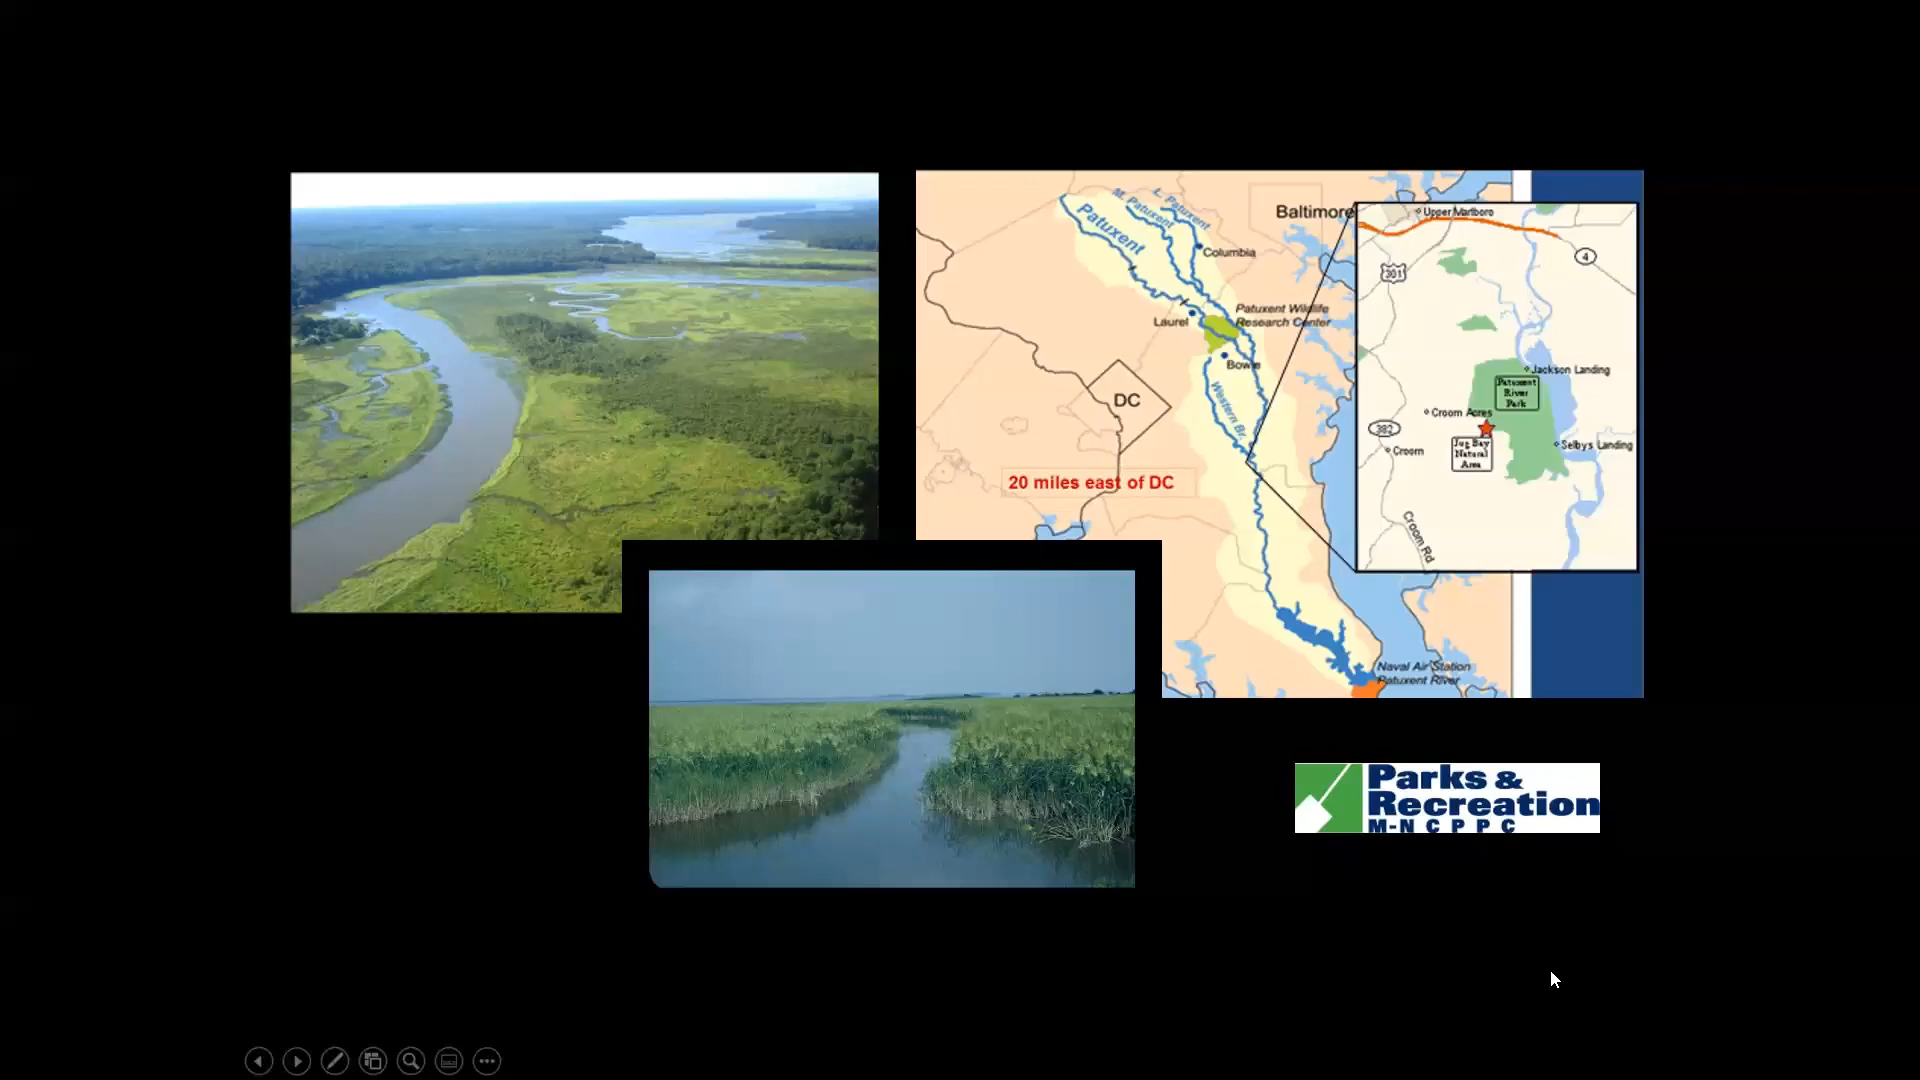 M. Patuxent
L. Patuxent
Patuxent
Baltimore
Columbia
Patuxent Wildlife
Research Center
Laurel
Bowie
Western Br.
DC
20 miles east of DC
Naval Air Station
Patuxent River
Upper Marlboro
4
301
Jackson Landing
Patuxent
River
Park
Croom Acres
382
Croom
Jug Bay
Natural
Area
Selbys Landing
Croom Rd
Parks &
Recreation
M-NCPPC